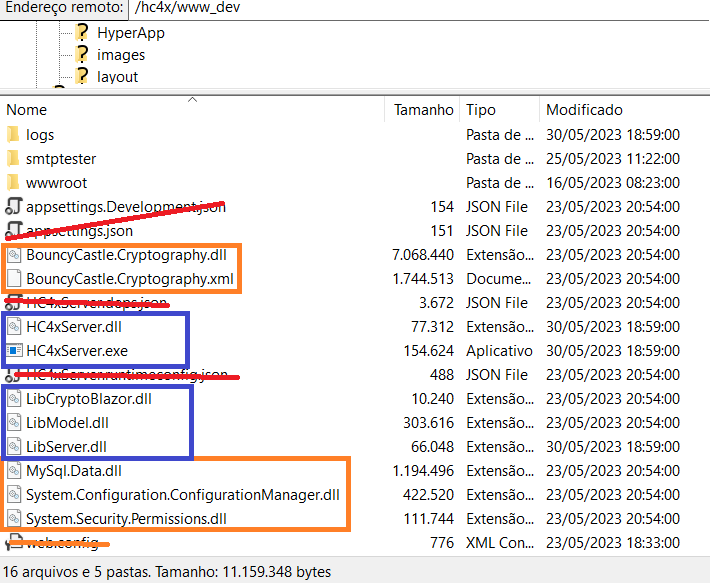 Endereço remoto: /hc4x/www_dev
HyperApp
images
layout
Nome Tamanho Tipo Modificado
logs Pasta de ... 30/05/2023 18:59:00
smtptester Pasta de ... 25/05/2023 11:22:00
wwwroot Pasta de ... 16/05/2023 08:23:00
appsettings.Development.json 154 JSON File 23/05/2023 20:54:00
appsettings.json 151 JSON File 23/05/2023 20:54:00
BouncyCastle.Cryptography.dll 7.068.440 Extensão... 23/05/2023 20:54:00
BouncyCastle.Cryptography.xml 1.744.513 Docume... 23/05/2023 20:54:00
HC4xServer.deps.json 3.672 JSON File 23/05/2023 20:54:00
HC4xServer.dll 77.312 Extensão... 30/05/2023 18:59:00
HC4xServer.exe 154.624 Aplicativo 30/05/2023 18:59:00
HC4xServer.runtimeconfig.json 488 JSON File 23/05/2023 20:54:00
LibCryptoBlazor.dll 10.240 Extensão... 23/05/2023 20:54:00
LibModel.dll 303.616 Extensão... 23/05/2023 20:54:00
LibServer.dll 66.048 Extensão... 30/05/2023 18:59:00
MySql.Data.dll 1.194.496 Extensão... 23/05/2023 20:54:00
System.Configuration.ConfigurationManager.dll 422.520 Extensão... 23/05/2023 20:54:00
System.Security.Permissions.dll 111.744 Extensão... 23/05/2023 20:54:00
web.config 776 XML Con... 23/05/2023 18:33:00
16 arquivos e 5 pastas. Tamanho: 11.159.348 bytes